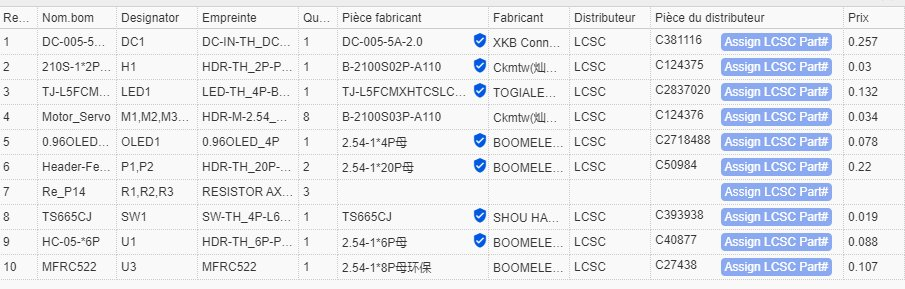 Re... Nom.bom Designator Empreinte Qu... Pièce fabricant Fabricant Distributeur Pièce du distributeur Prix
1 DC-005-5... DC1 DC-IN-TH_DC... 1 DC-005-5A-2.0 XKB Conn... LCSC C381116 Assign LCSC Part# 0.257
2 210S-1*2P... H1 HDR-TH_2P-P... 1 B-2100S02P-A110 Ckmtw(灿... LCSC C124375 Assign LCSC Part# 0.03
3 TJ-L5FCM... LED1 LED-TH_4P-B... 1 TJ-L5FCMXHTCSLC... TOGIALE... LCSC C2837020 Assign LCSC Part# 0.132
4 Motor_Servo M1,M2,M3... HDR-M-2.54_... 8 B-2100S03P-A110 Ckmtw(灿... LCSC C124376 Assign LCSC Part# 0.034
5 0.96OLED... OLED1 0.96OLED_4P 1 2.54-1*4P母 BOOMELE... LCSC C2718488 Assign LCSC Part# 0.078
6 Header-Fe... P1,P2 HDR-TH_20P-... 2 2.54-1*20P母 BOOMELE... LCSC C50984 Assign LCSC Part# 0.22
7 Re_P14 R1,R2,R3 RESISTOR AX... 3 Assign LCSC Part#
8 TS665CJ SW1 SW-TH_4P-L6... 1 TS665CJ SHOU HA... LCSC C393938 Assign LCSC Part# 0.019
9 HC-05-*6P U1 HDR-TH_6P-P... 1 2.54-1*6P母 BOOMELE... LCSC C40877 Assign LCSC Part# 0.088
10 MFRC522 U3 MFRC522 1 2.54-1*8P母环保 BOOMELE... LCSC C27438 Assign LCSC Part# 0.107